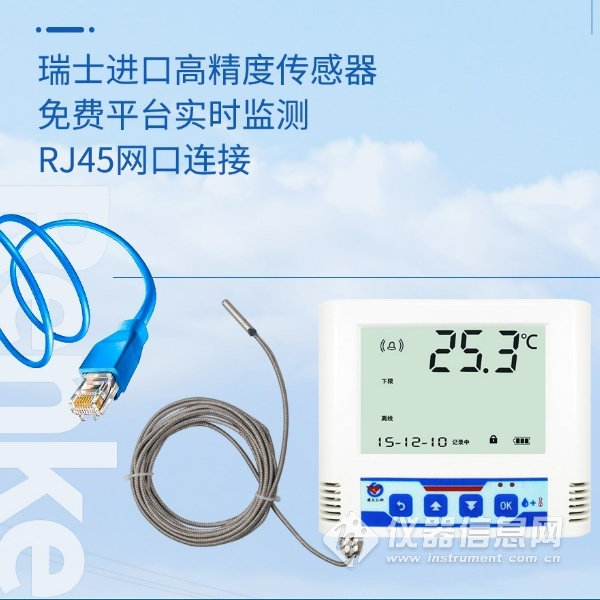 瑞士进口高精度传感器
免费平台实时监测
RJ45网口连接
Renke
25.3℃
下限
离线
15-12-10 记录中
OK
仪器信息网
www.instrument.com.cn